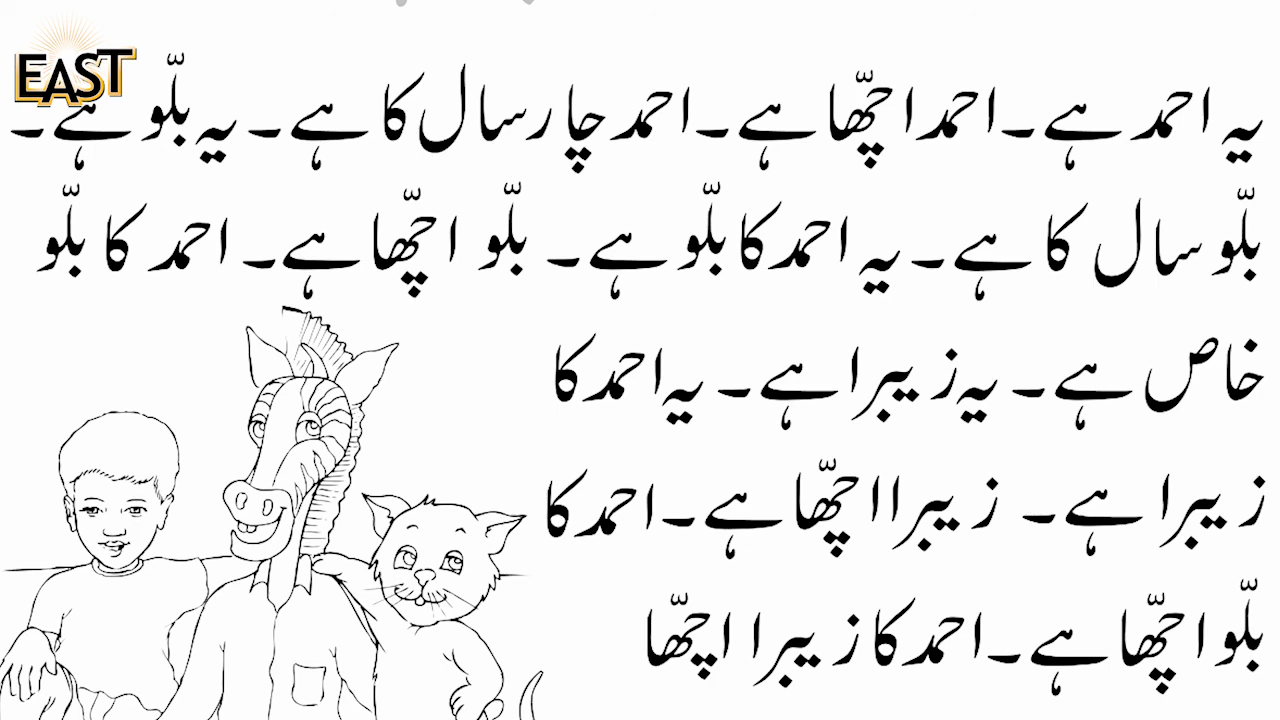 EAST
یہ احمد ہے۔ احمد اچّھا ہے۔ احمد چار سال کا ہے۔ یہ بلّو ہے۔
بلّو سال کا ہے۔ یہ احمد کا بلّو ہے۔ بلّو اچّھا ہے۔ احمد کا بلّو
خاص ہے۔ یہ زیبرا ہے۔ یہ احمد کا
زیبرا ہے۔ زیبرا اچّھا ہے۔ احمد کا
بلّو اچّھا ہے۔ احمد کا زیبرا اچّھا